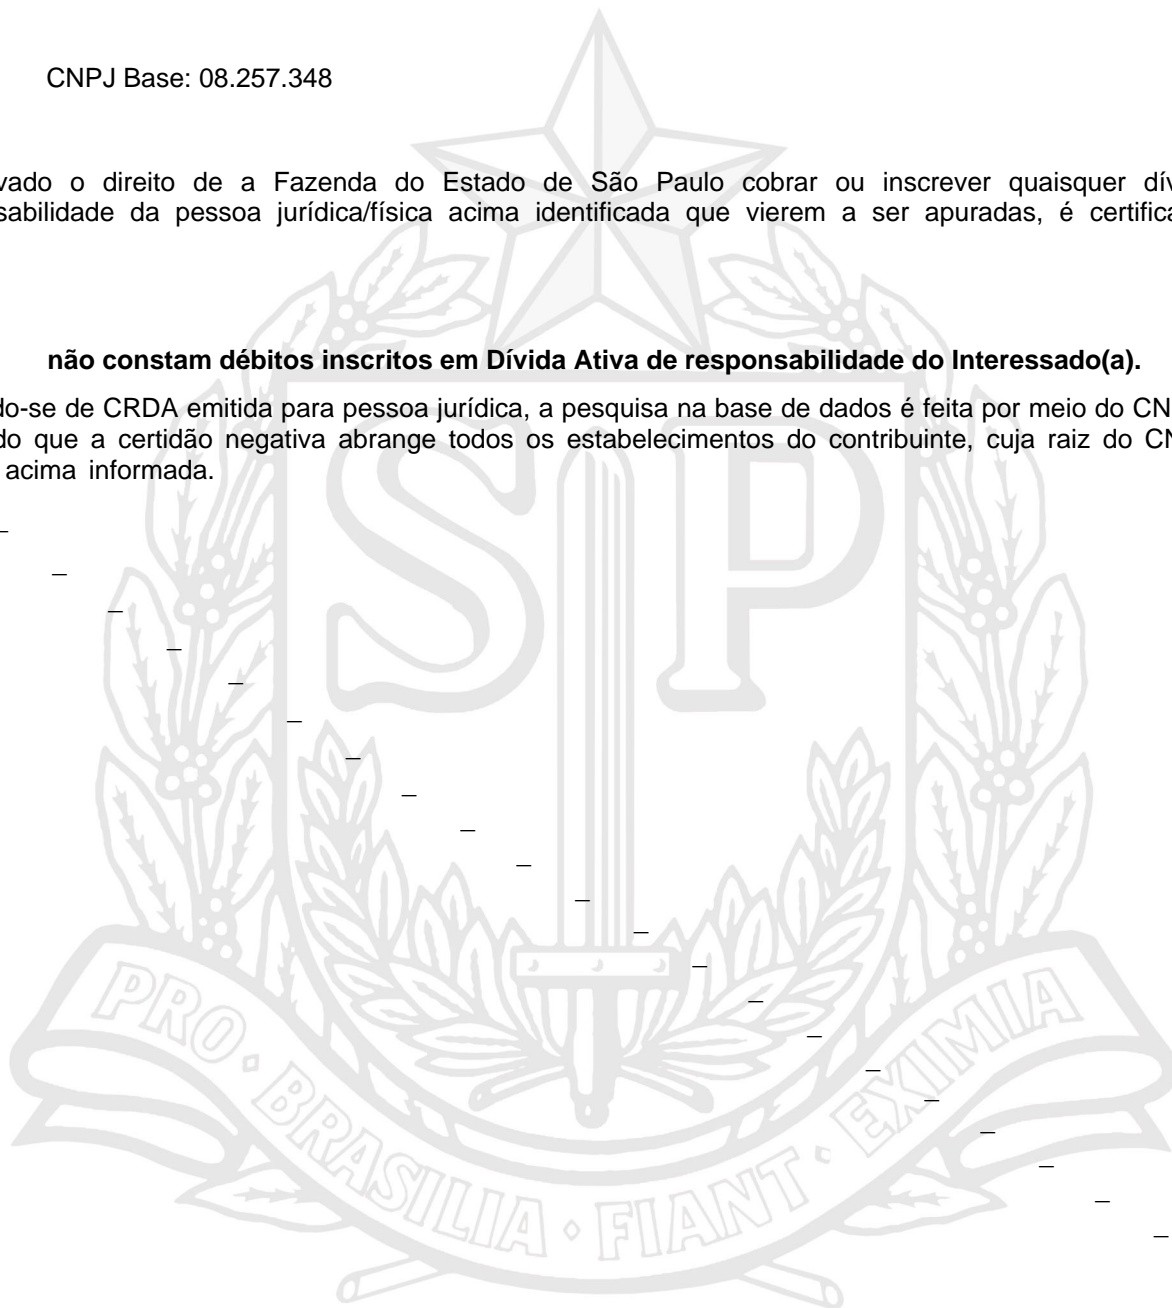 CNPJ Base: 08.257.348
vado o direito de a Fazenda do Estado de São Paulo cobrar ou inscrever quaisquer dív
sabilidade da pessoa jurídica/física acima identificada que vierem a ser apuradas, é certifica
não constam débitos inscritos em Dívida Ativa de responsabilidade do Interessado(a).
do-se de CRDA emitida para pessoa jurídica, a pesquisa na base de dados é feita por meio do CN
do que a certidão negativa abrange todos os estabelecimentos do contribuinte, cuja raiz do CN
acima informada.
SP
PRO • BRASILIA • FIANT • EXIMIA